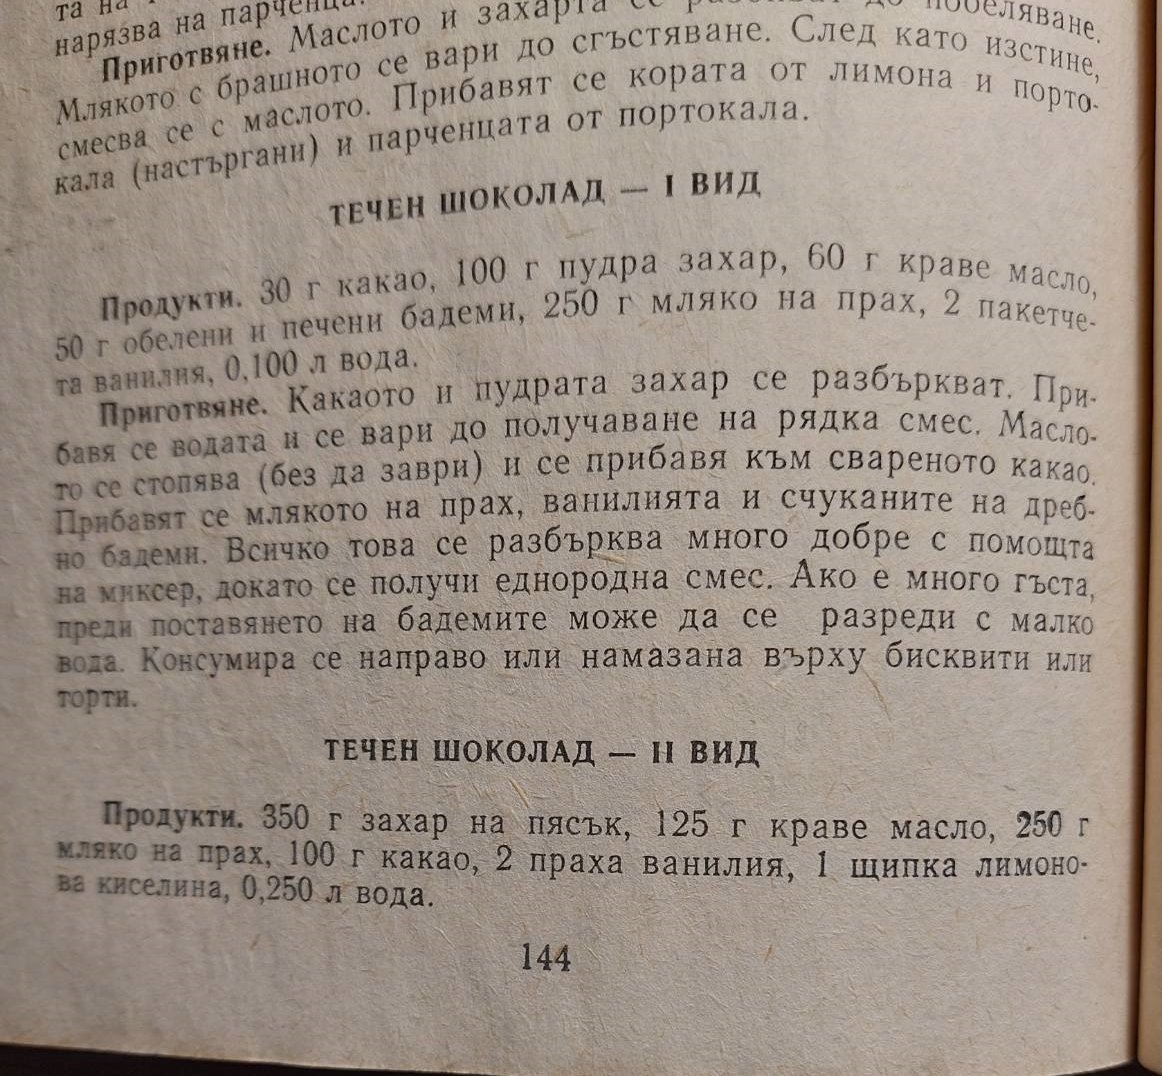 та на
нарязва на парченца.
Приготвяне. Маслото и захарта се до побеляване.
Млякото с брашното се вари до сгъстяване. След като изстине,
смесва се с маслото. Прибавят се кората от лимона и порто-
кала (настъргани) и парченцата от портокала.
ТЕЧЕН ШОКОЛАД — I ВИД
Продукти. 30 г какао, 100 г пудра захар, 60 г краве масло,
50 г обелени и печени бадеми, 250 г мляко на прах, 2 пакетче-
та ванилия, 0,100 л вода.
Приготвяне. Какаото и пудрата захар се разбъркват. При-
бавя се водата и се вари до получаване на рядка смес. Масло-
то се стопява (без да заври) и се прибавя към свареното какао.
Прибавят се млякото на прах, ванилията и счуканите на дреб-
но бадеми. Всичко това се разбърква много добре с помощта
на миксер, докато се получи еднородна смес. Ако е много гъста,
преди поставянето на бадемите може да се разреди с малко
вода. Консумира се направо или намазана върху бисквити или
торти.
ТЕЧЕН ШОКОЛАД — II ВИД
Продукти. 350 г захар на пясък, 125 г краве масло, 250 г
мляко на прах, 100 г какао, 2 праха ванилия, 1 щипка лимоно-
ва киселина, 0,250 л вода.
144